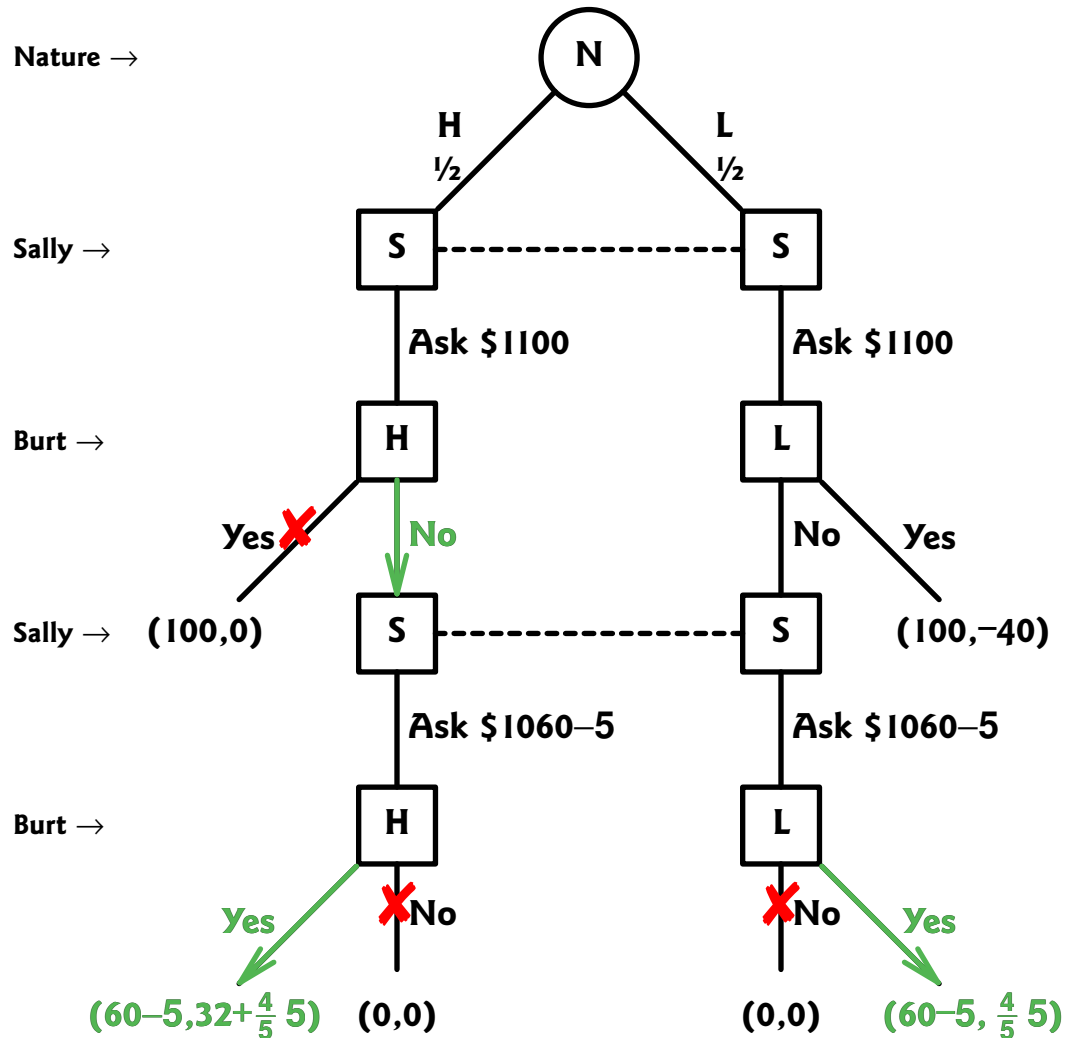 Nature → N
H L
½ ½
Sally → S S
Ask $1100 Ask $1100
Burt → H L
Yes No No Yes
Sally → (100,0) S S (100,−40)
Ask $1060−5 Ask $1060−5
Burt → H L
Yes No No Yes
(60−5,32+4/5 5) (0,0) (0,0) (60−5, 4/5 5)